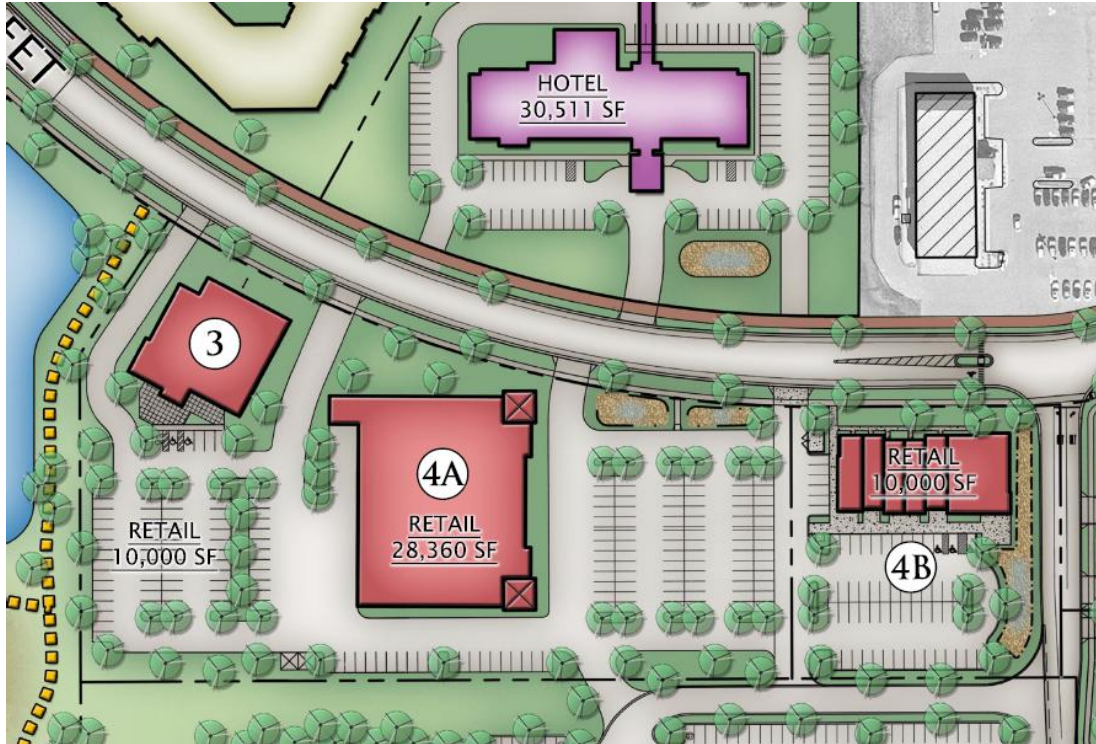 EET
HOTEL
30,511 SF
3
4A
RETAIL
28,360 SF
RETAIL
10,000 SF
RETAIL
10,000 SF
4B